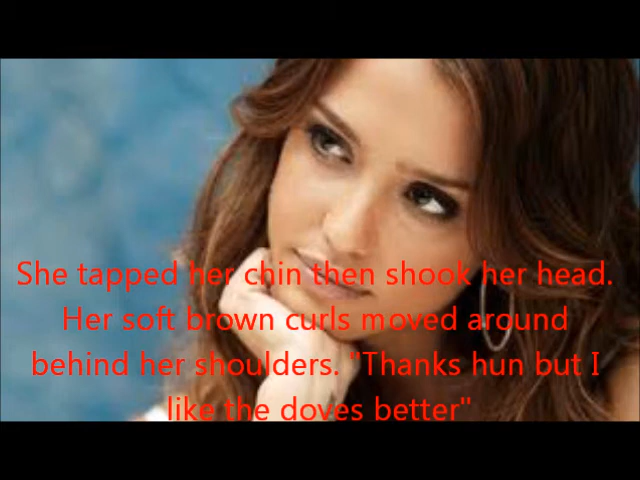 She tapped her chin then shook her head.
Her soft brown curls moved around
behind her shoulders. "Thanks hun but I
like the doves better"